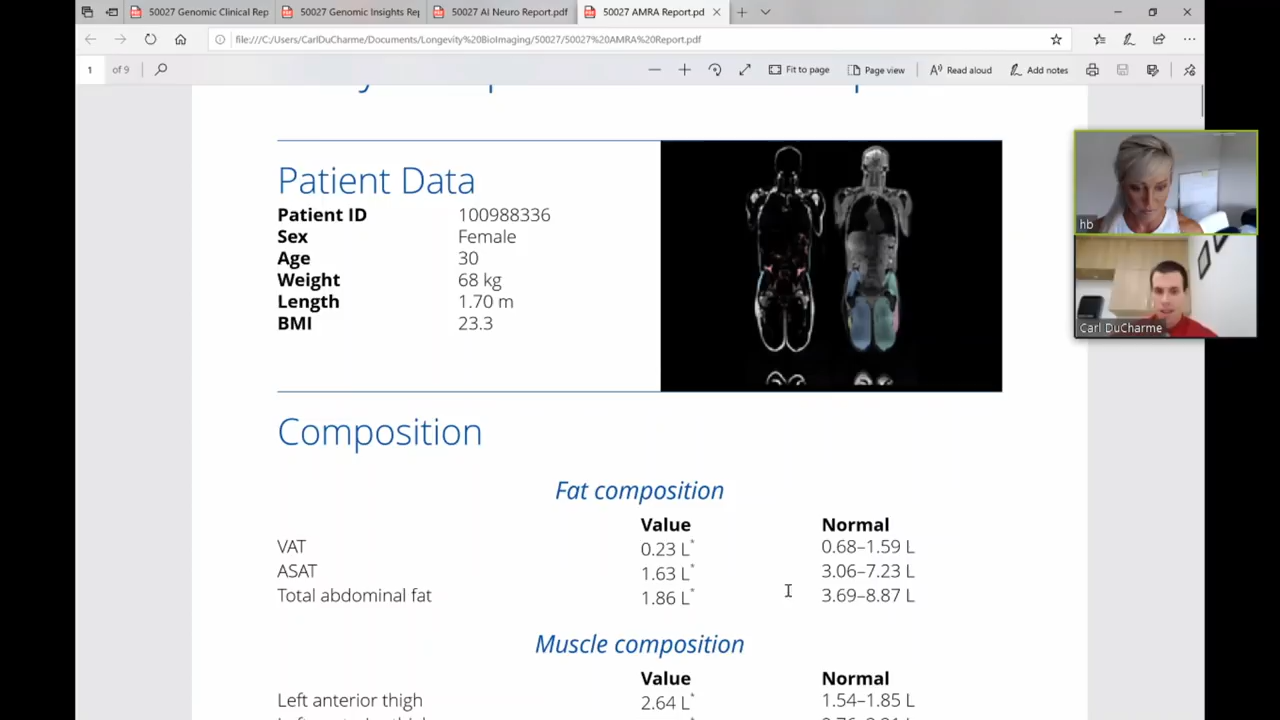 50027 Genomic Clinical Rep
50027 Genomic Insights Rep
50027 AI Neuro Report.pdf
50027 AMRA Report.pd
file:///C:/Users/CarlDuCharme/Documents/Longevity%20BioImaging/50027/50027%20AMRA%20Report.pdf
1 of 9
Fit to page
Page view
Read aloud
Add notes
Patient Data
Patient ID 100988336
Sex Female
Age 30
Weight 68 kg
Length 1.70 m
BMI 23.3
hb
Carl DuCharme
Composition
Fat composition
Value Normal
VAT 0.23 L* 0.68–1.59 L
ASAT 1.63 L* 3.06–7.23 L
Total abdominal fat 1.86 L* 3.69–8.87 L
Muscle composition
Value Normal
Left anterior thigh 2.64 L* 1.54–1.85 L